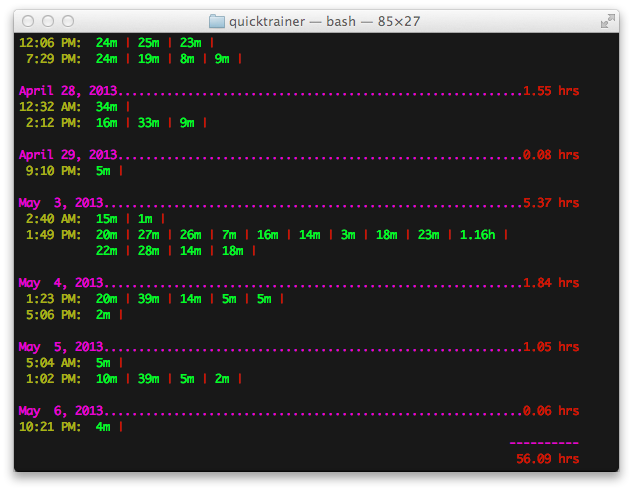 quicktrainer — bash — 85×27
12:06 PM:  24m | 25m | 23m |
 7:29 PM:  24m | 19m | 8m | 9m |
April 28, 2013..........................................................1.55 hrs
12:32 AM:  34m |
 2:12 PM:  16m | 33m | 9m |
April 29, 2013..........................................................0.08 hrs
 9:10 PM:  5m |
May  3, 2013............................................................5.37 hrs
 2:40 AM:  15m | 1m |
 1:49 PM:  20m | 27m | 26m | 7m | 16m | 14m | 3m | 18m | 23m | 1.16h |
           22m | 28m | 14m | 18m |
May  4, 2013............................................................1.84 hrs
 1:23 PM:  20m | 39m | 14m | 5m | 5m |
 5:06 PM:  2m |
May  5, 2013............................................................1.05 hrs
 5:04 AM:  5m |
 1:02 PM:  10m | 39m | 5m | 2m |
May  6, 2013............................................................0.06 hrs
10:21 PM:  4m |
----------
56.09 hrs